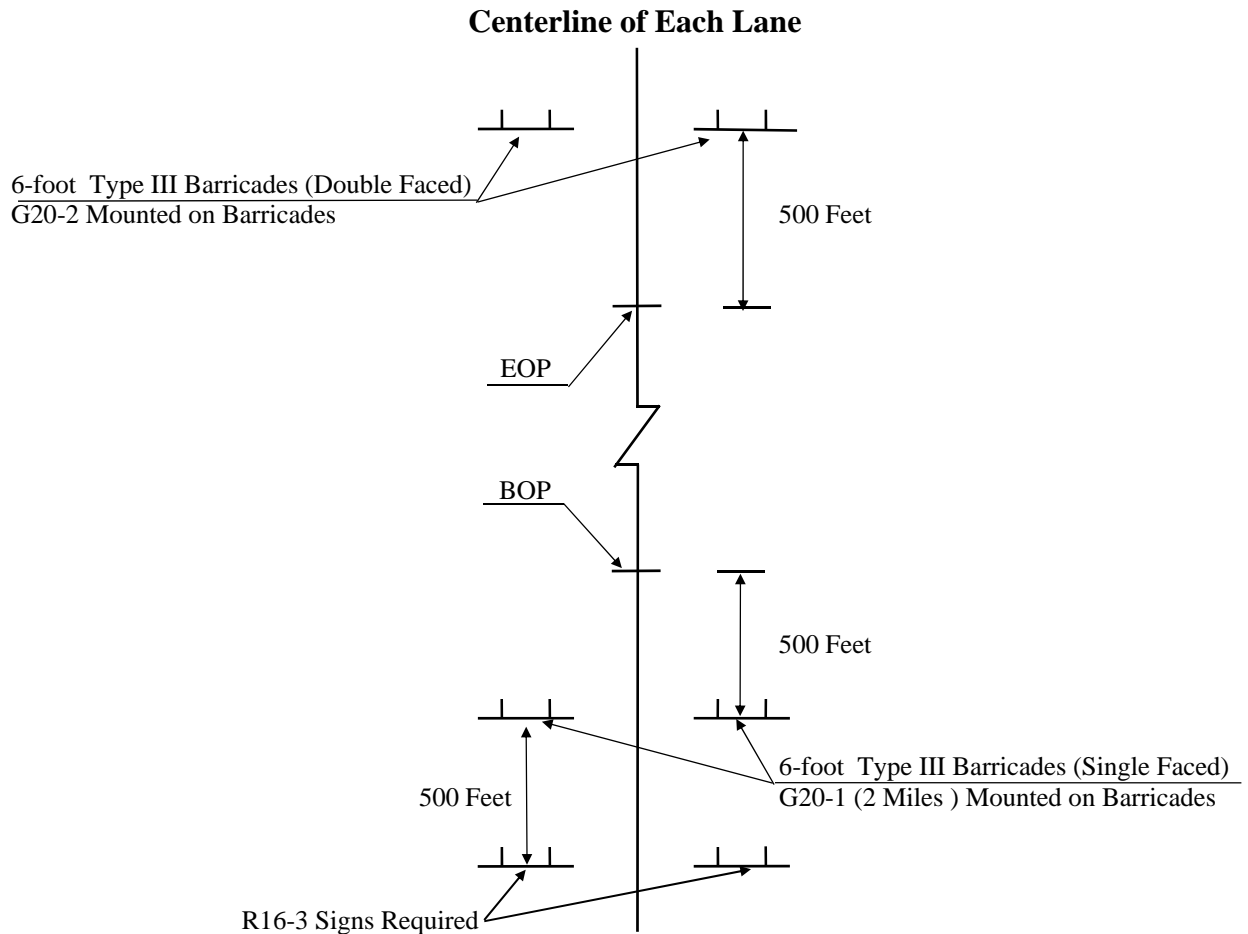 Centerline of Each Lane
6-foot  Type III Barricades (Double Faced)
G20-2 Mounted on Barricades
500 Feet
EOP
BOP
500 Feet
6-foot  Type III Barricades (Single Faced)
G20-1 (2 Miles ) Mounted on Barricades
500 Feet
R16-3 Signs Required